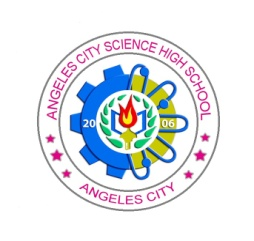 ANGELES CITY SCIENCE HIGH SCHOOL
20 06
ANGELES CITY